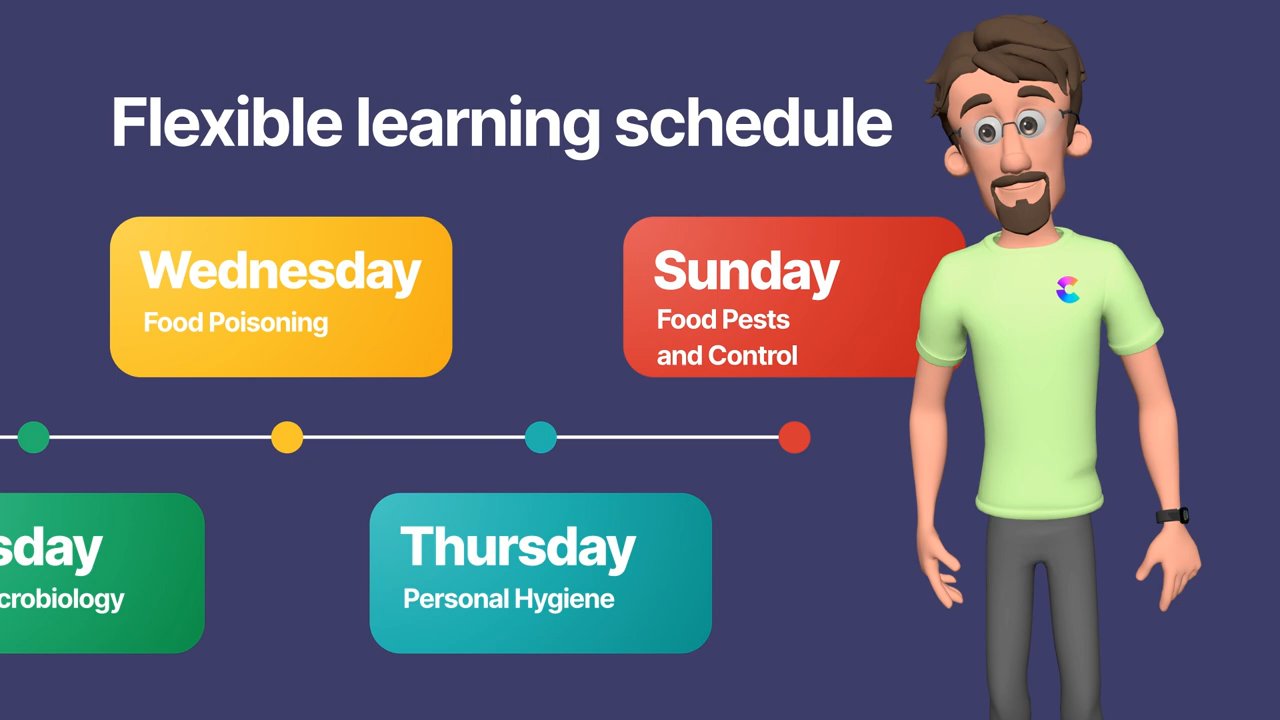 Flexible learning schedule
Wednesday
Food Poisoning
Sunday
Food Pests
and Control
sday
crobiology
Thursday
Personal Hygiene